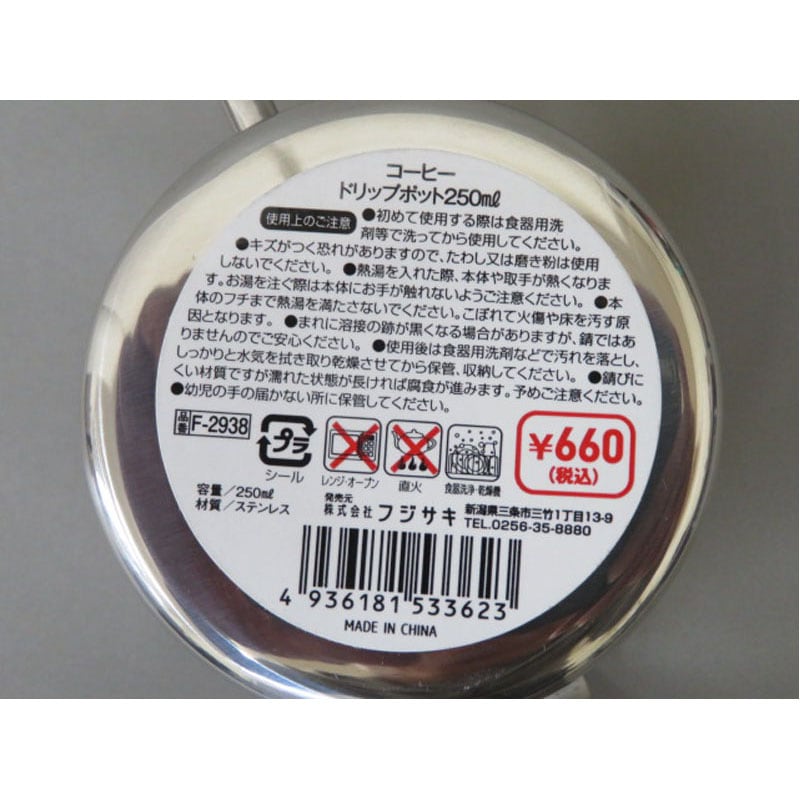 コーヒー
ドリップポット250㎖
使用上のご注意 ●初めて使用する際は食器用洗
剤等で洗ってから使用してください。
●キズがつく恐れがありますので、たわし又は磨き粉は使用
しないでください。 ●熱湯を入れた際、本体や取手が熱くなりま
す。お湯を注ぐ際は本体にお手が触れないようご注意ください。 ●本
体のフチまで熱湯を満たさないでください。こぼれて火傷や床を汚す原
因となります。 ●まれに溶接の跡が黒くなる場合がありますが、錆ではあ
りませんのでご安心ください。 ●使用後は食器用洗剤などで汚れを落とし、
しっかりと水気を拭き取り乾燥させてから保管、収納してください。 ●錆びに
くい材質ですが濡れた状態が長ければ腐食が進みます。予めご注意ください。
●幼児の手の届かない所に保管してください。
品番 F-2938
プラ
シール
レンジ・オーブン
直火
食器洗浄・乾燥機
¥660
(税込)
容量／250㎖
材質／ステンレス
発売元
株式会社フジサキ
新潟県三条市三竹1丁目13-9
TEL.0256-35-8880
4 936181 533623
MADE IN CHINA